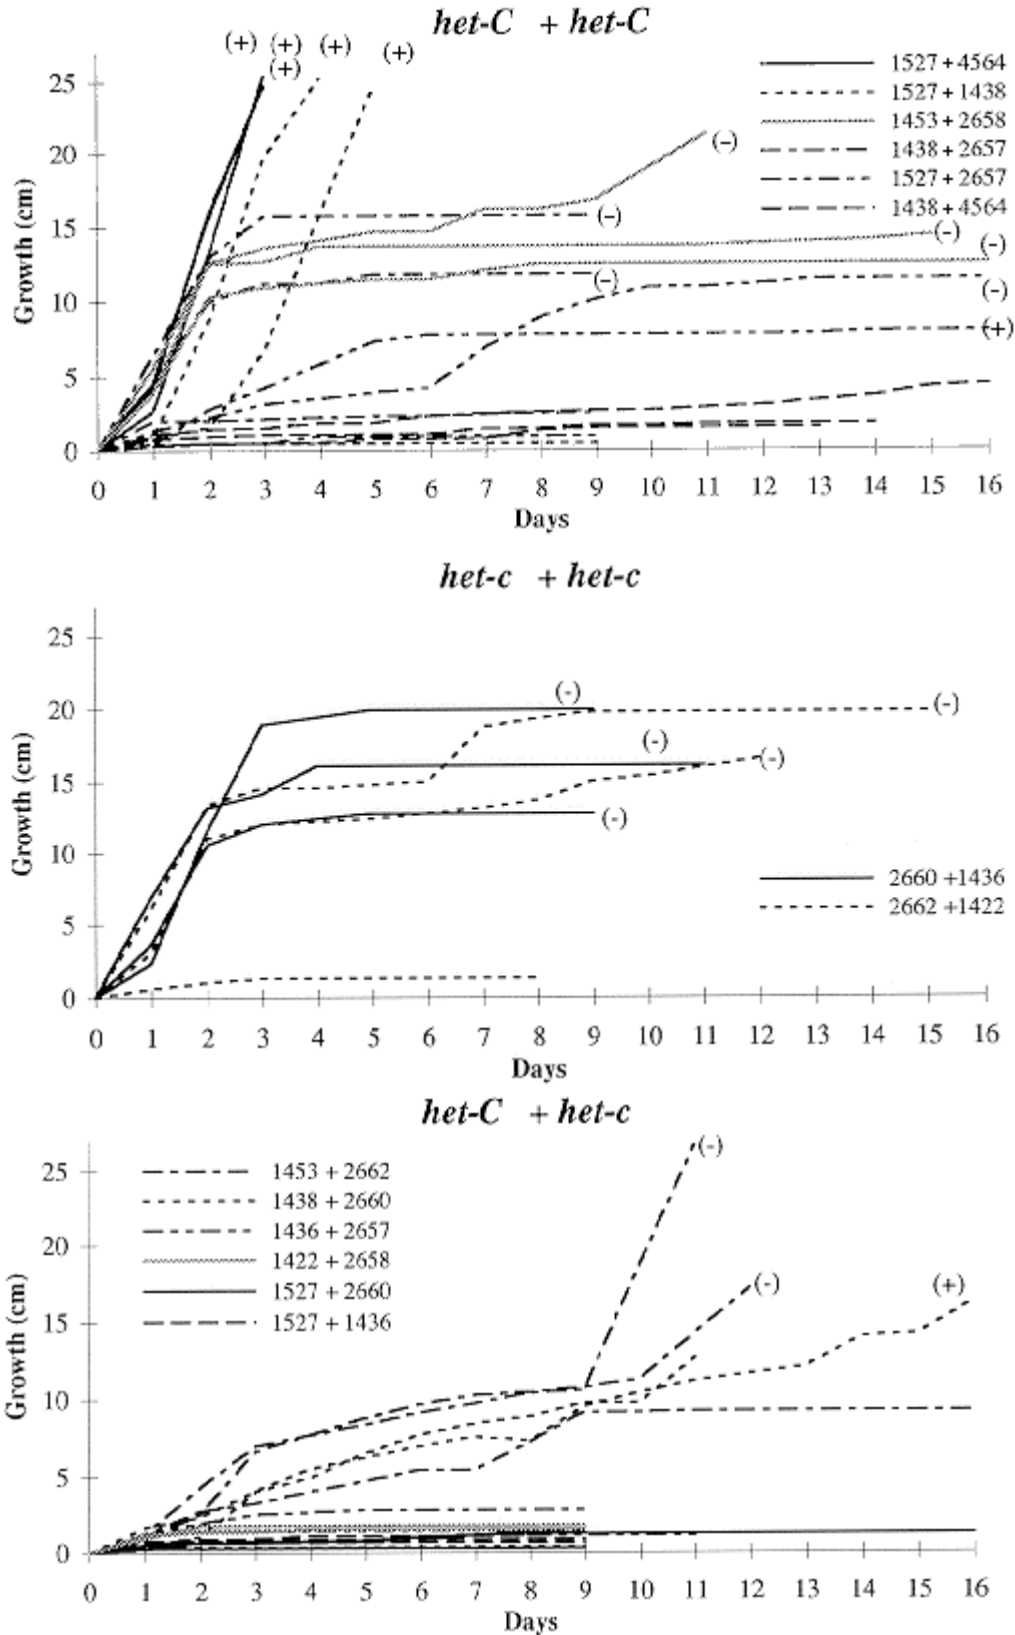 het-C + het-C
(+) (+) (+) (+)
(+)
25
20
15
10
5
0
Growth (cm)
1527+4564
1527+1438
1453+2658
1438+2657
1527+2657
1438+4564
(-)
(-)
(-)
(-)
(-)
(-)
(+)
0 1 2 3 4 5 6 7 8 9 10 11 12 13 14 15 16
Days
het-c + het-c
25
20
15
10
5
0
Growth (cm)
(-)
(-)
(-)
(-)
(-)
2660 +1436
2662 +1422
0 1 2 3 4 5 6 7 8 9 10 11 12 13 14 15 16
Days
het-C + het-c
25
20
15
10
5
0
Growth (cm)
1453 + 2662
1438 + 2660
1436 + 2657
1422 + 2658
1527 + 2660
1527 + 1436
(-)
(-)
(+)
0 1 2 3 4 5 6 7 8 9 10 11 12 13 14 15 16
Days